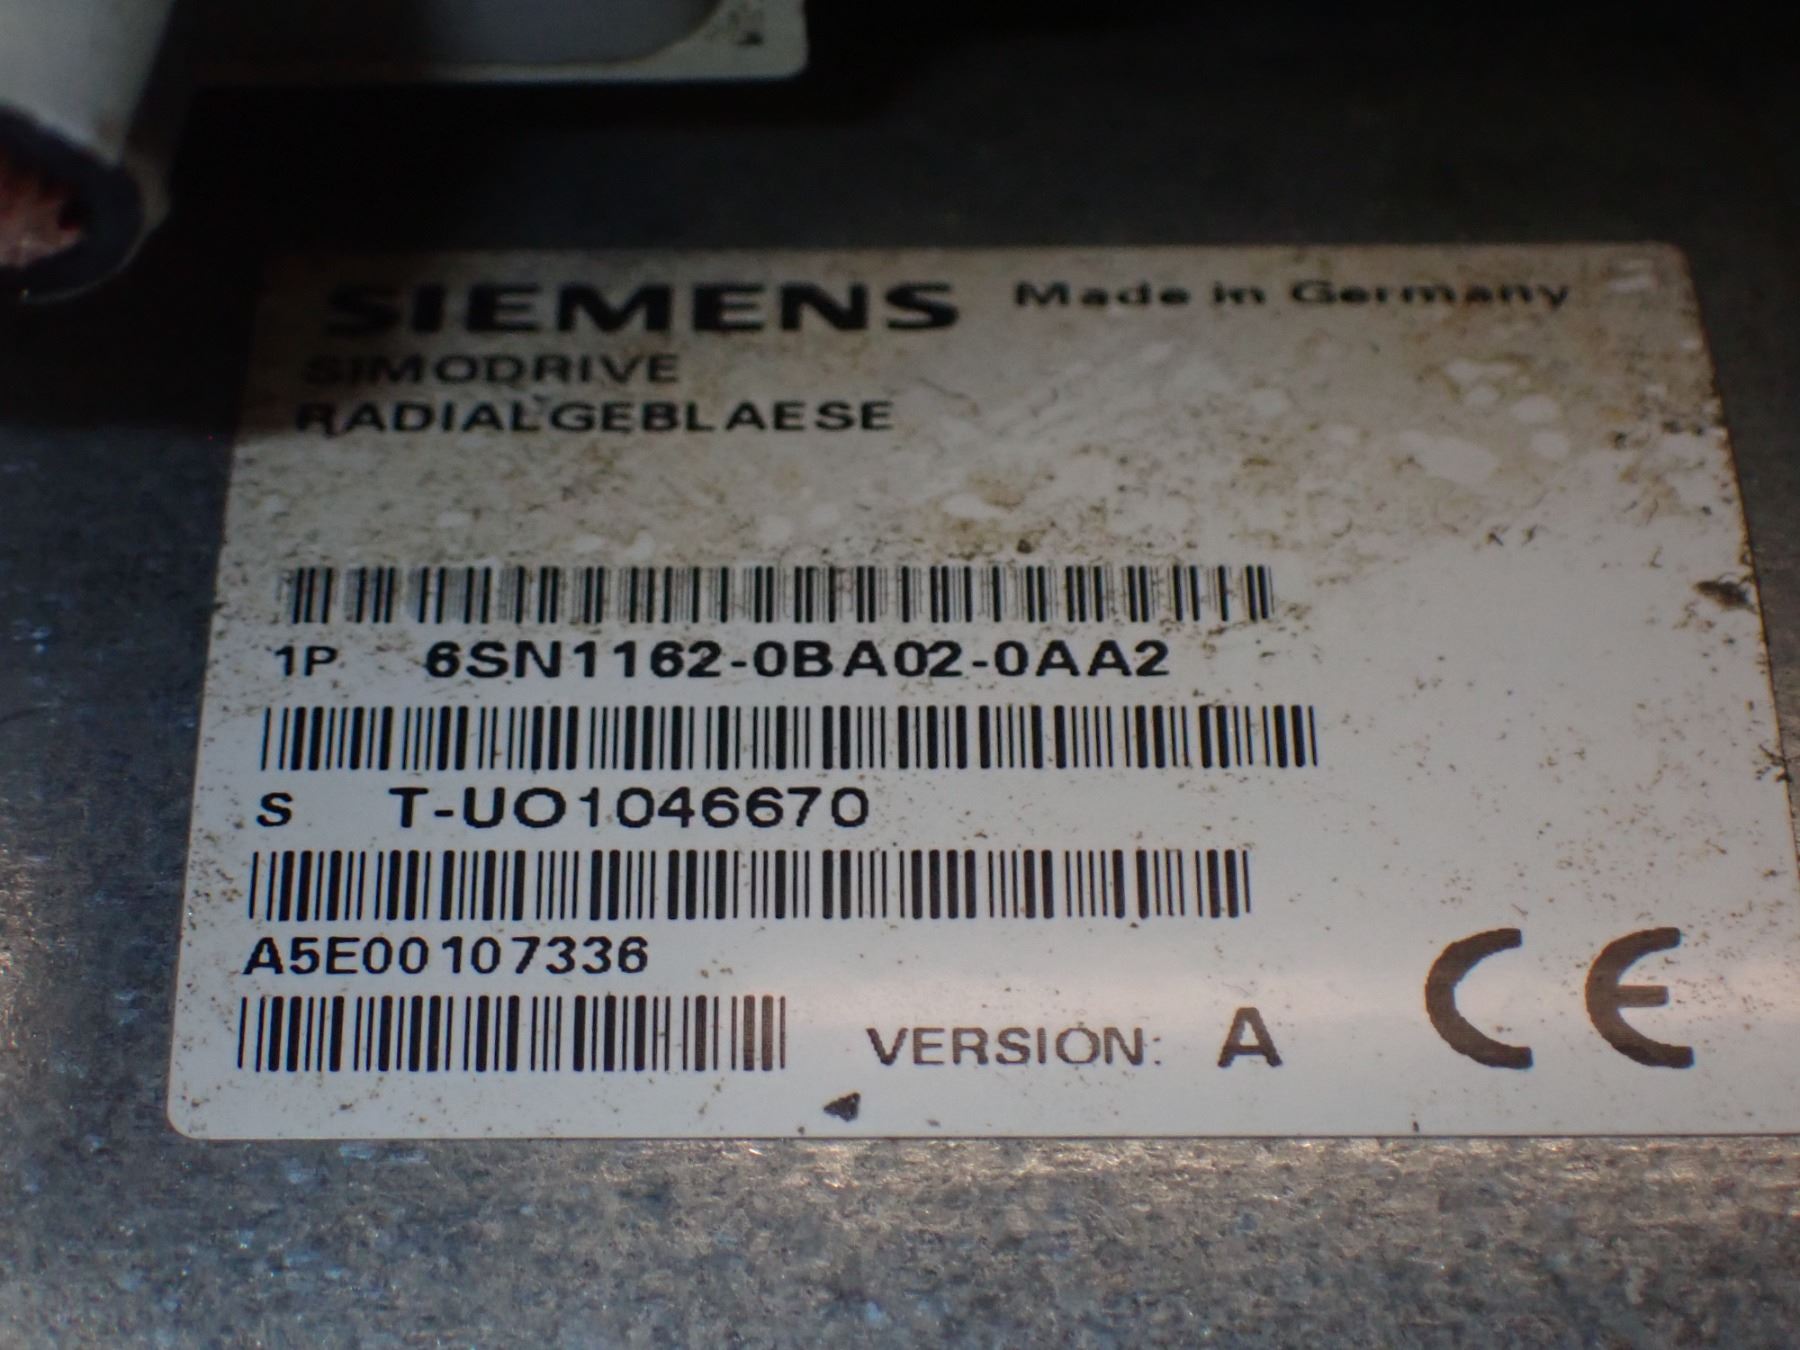 SIEMENS Made in Germany
SIMODRIVE
RADIALGEBLAESE
1P 6SN1162-0BA02-0AA2
S T-UO1046670
A5E00107336
VERSION: A CE